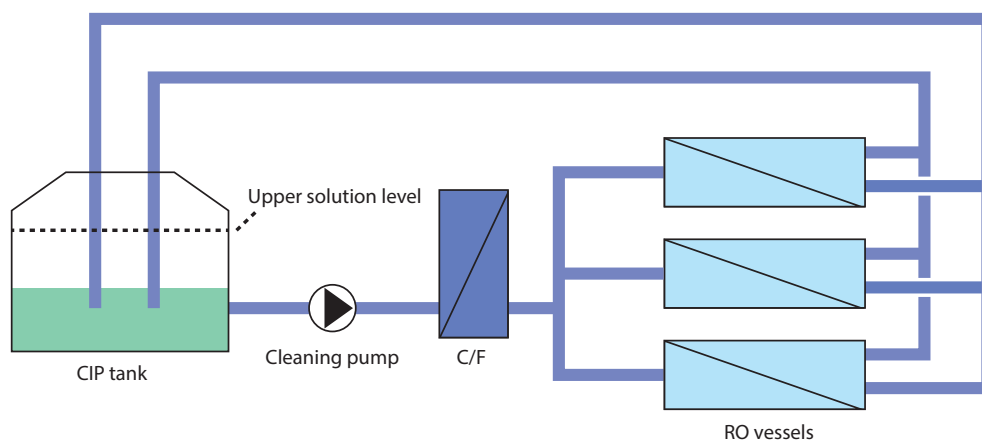 Upper solution level
Cleaning pump
C/F
CIP tank
RO vessels